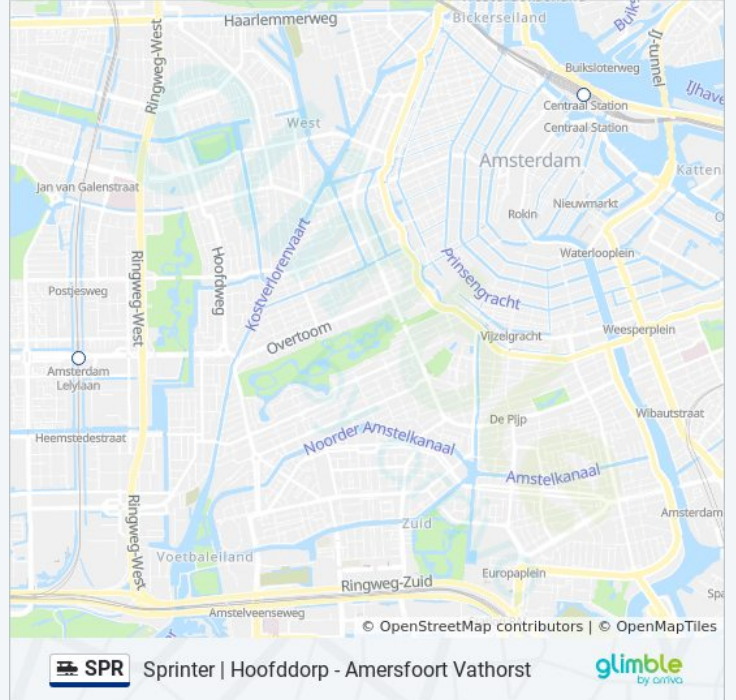 Haarlemmerweg
Bickerseiland
Ringweg-West
IJ-tunnel
Buiksloterweg
IJhave
Centraal Station
Centraal Station
West
Amsterdam
Katten
Jan van Galenstraat
Nieuwmarkt
Rokin
O
Kostverlorenvaart
Hoofdweg
Ringweg-West
Waterlooplein
Prinsengracht
Postjesweg
Overtoom
Vijzelgracht
Weesperplein
Amsterdam
Lelylaan
De Pijp
Wibautstraat
Heemstedestraat
Noorder Amstelkanaal
Amstelkanaal
Ringweg-West
Zuid
Amsterdam
Voetbaleiland
Europaplein
Ringweg-Zuid
Spa
Amstelveenseweg
© OpenStreetMap contributors | © OpenMapTiles
SPR Sprinter | Hoofddorp - Amersfoort Vathorst
glimble
by arriva